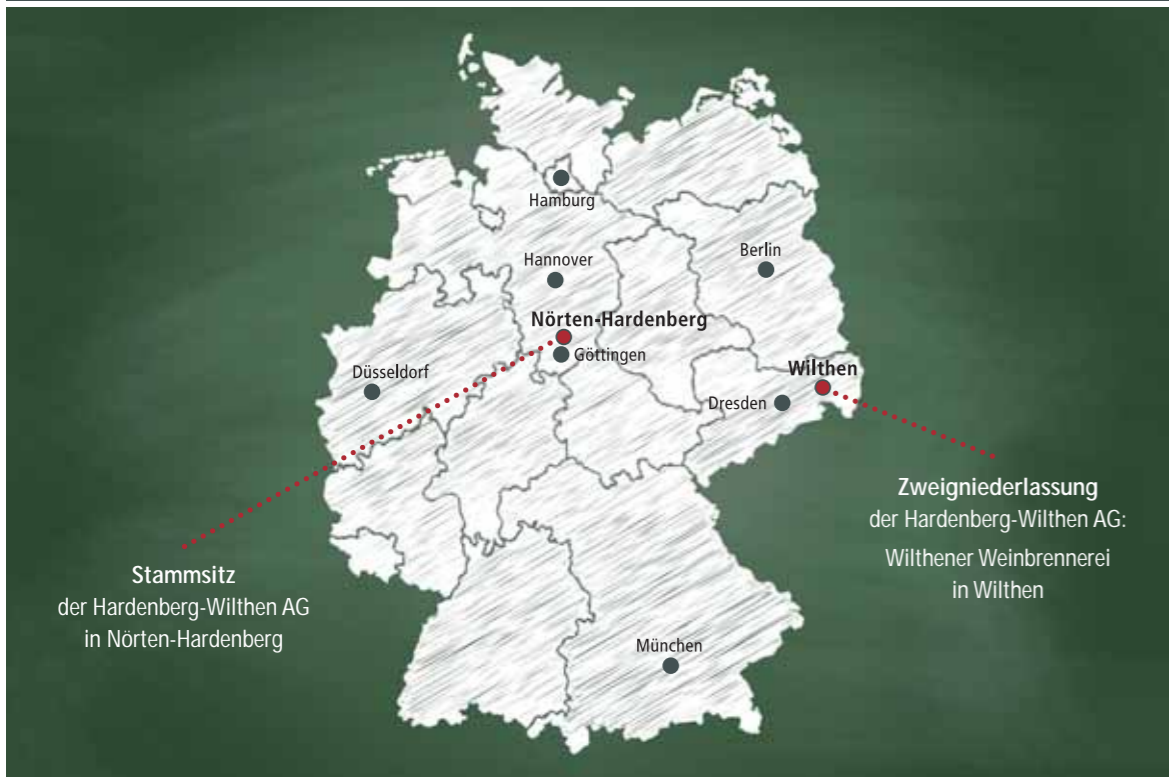 Hamburg
Berlin
Hannover
Nörten-Hardenberg
Göttingen
Düsseldorf
Wilthen
Dresden
Zweigniederlassung
der Hardenberg-Wilthen AG:
Wilthener Weinbrennerei
in Wilthen
Stammsitz
der Hardenberg-Wilthen AG
in Nörten-Hardenberg
München